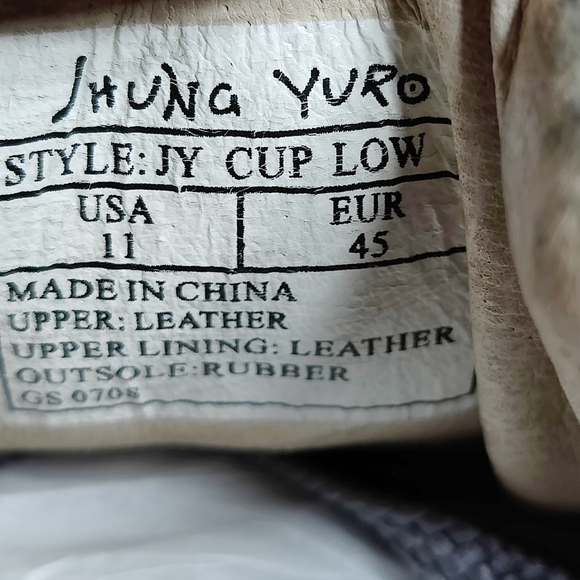 JHUNG YURO
STYLE: JY CUP LOW
USA EUR
11 45
MADE IN CHINA
UPPER: LEATHER
UPPER LINING: LEATHER
OUTSOLE: RUBBER
GS 0708